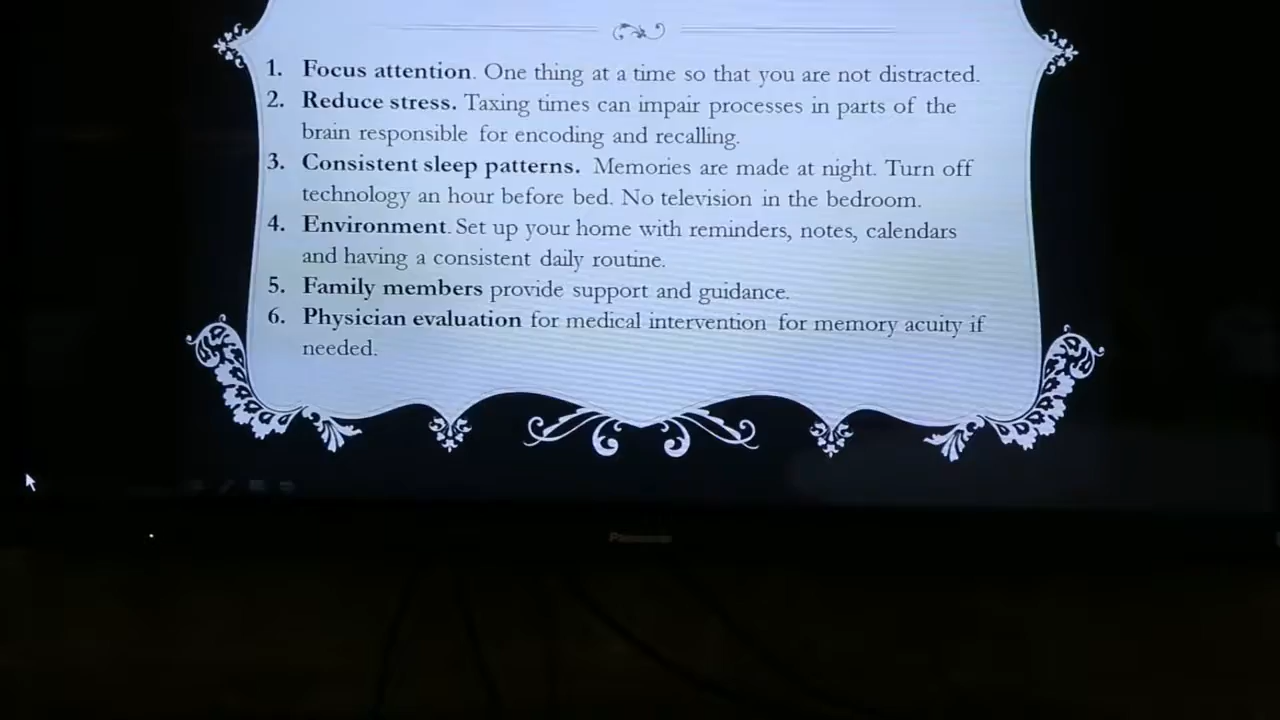 1. Focus attention. One thing at a time so that you are not distracted.
2. Reduce stress. Taxing times can impair processes in parts of the
brain responsible for encoding and recalling.
3. Consistent sleep patterns. Memories are made at night. Turn off
technology an hour before bed. No television in the bedroom.
4. Environment. Set up your home with reminders, notes, calendars
and having a consistent daily routine.
5. Family members provide support and guidance.
6. Physician evaluation for medical intervention for memory acuity if
needed.
Panasonic